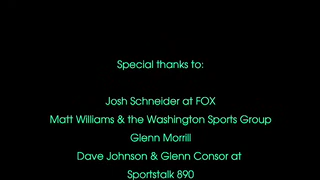 Special thanks to:
Josh Schneider at FOX
Matt Williams & the Washington Sports Group
Glenn Morrill
Dave Johnson & Glenn Consor at
Sportstalk 890